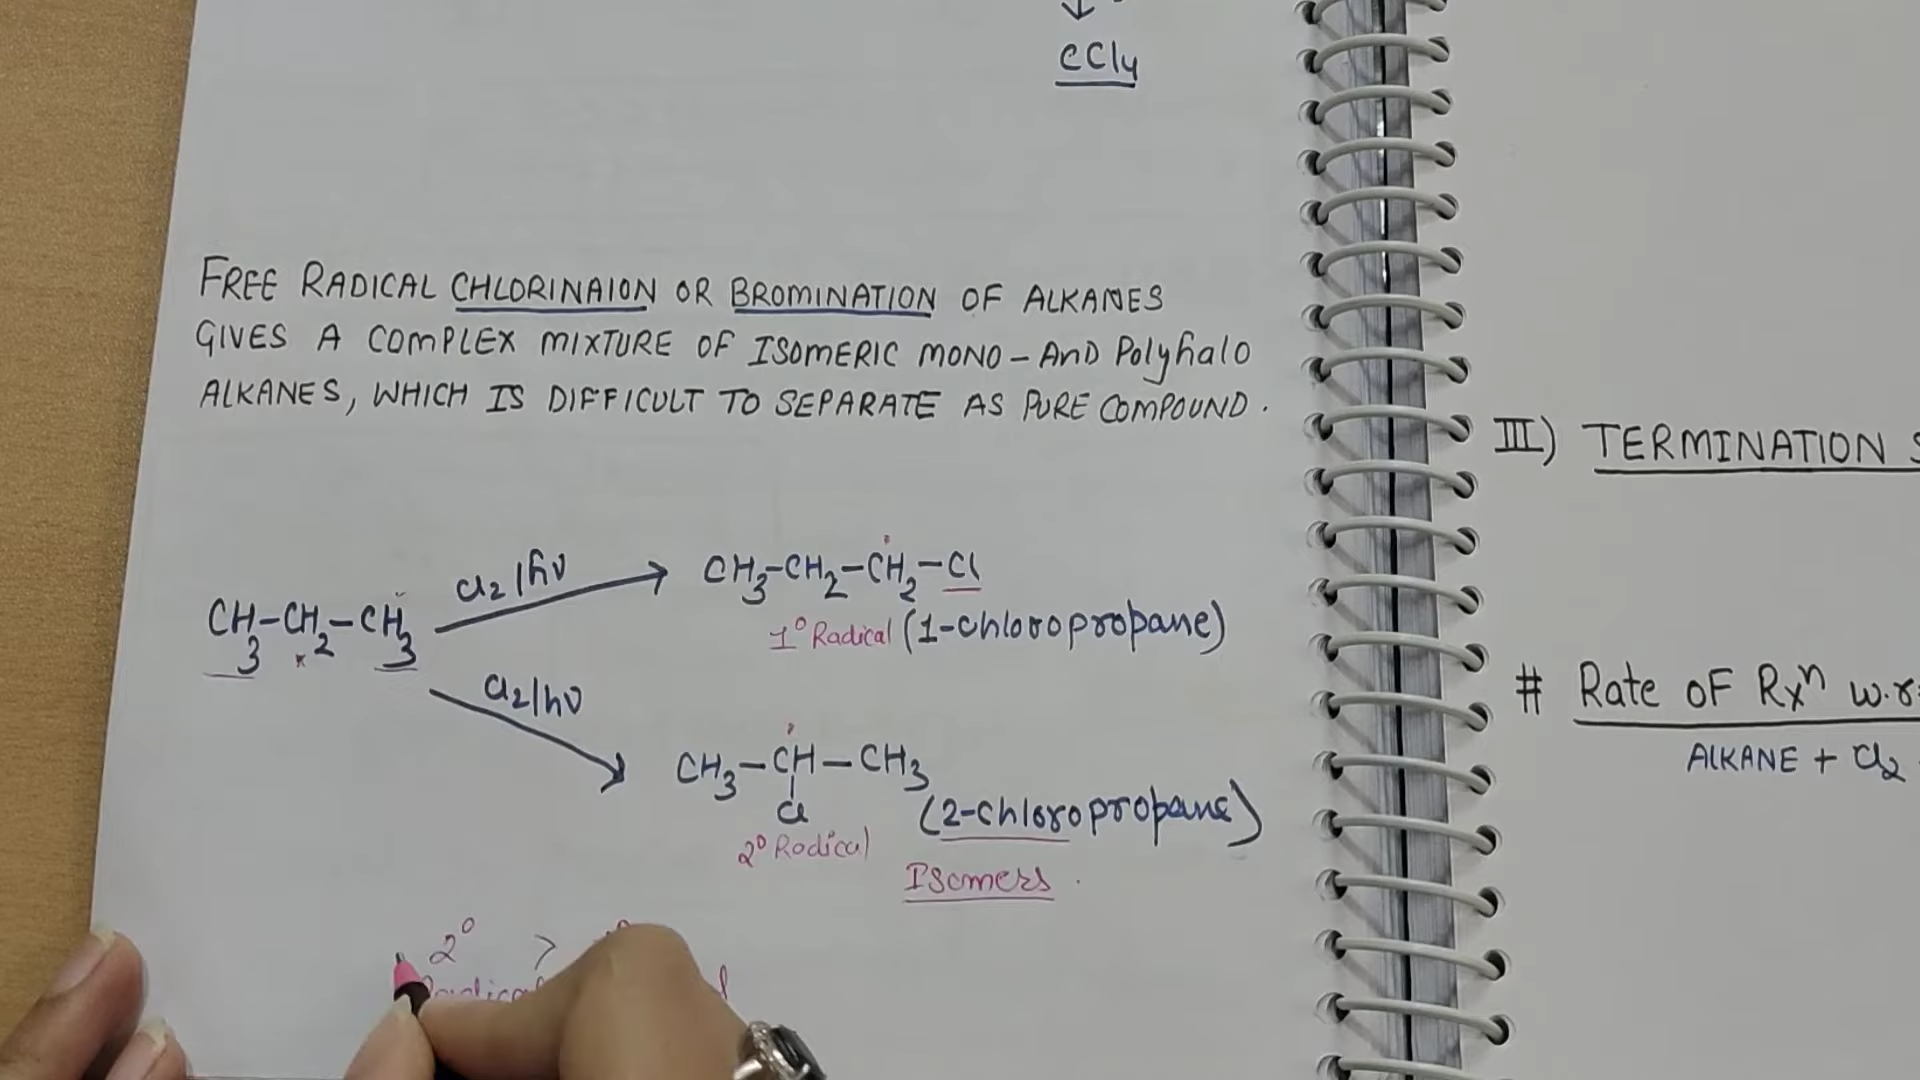 ↓
CCl4
FREE RADICAL CHLORINAION OR BROMINATION OF ALKANES
GIVES A COMPLEX MIXTURE OF ISOMERIC MONO - AND Polyhalo
ALKANES, WHICH IS DIFFICULT TO SEPARATE AS PURE COMPOUND.
Cl2/hν → CH3-CH2-CH2-Cl
CH3-CH2-CH3
1° Radical (1-chloropropane)
Cl2/hν
CH3-CH-CH3
Cl
(2-chloropropane)
2° Radical
Isomers
2° >
Radical
III) TERMINATION
# Rate OF Rxn w.r
ALKANE + Cl2